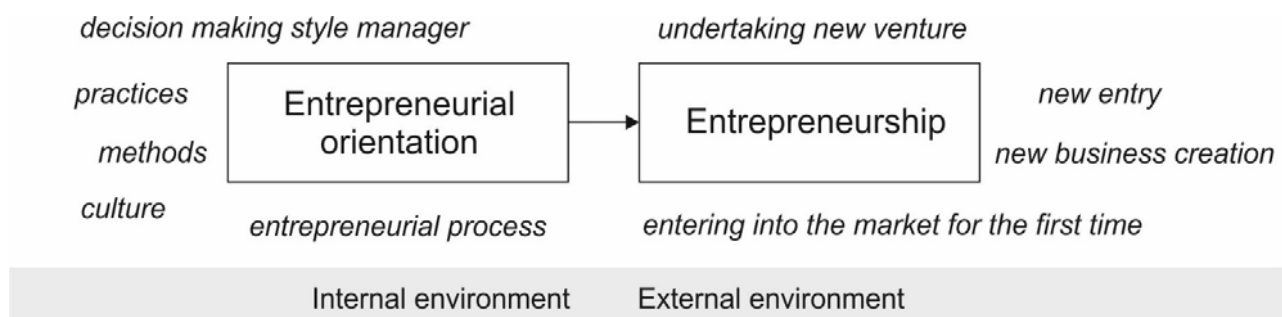 decision making style manager
undertaking new venture
practices
methods
culture
Entrepreneurial
orientation
Entrepreneurship
new entry
new business creation
entrepreneurial process
entering into the market for the first time
Internal environment
External environment